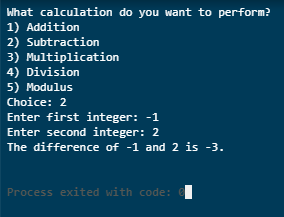 What calculation do you want to perform?
1) Addition
2) Subtraction
3) Multiplication
4) Division
5) Modulus
Choice: 2
Enter first integer: -1
Enter second integer: 2
The difference of -1 and 2 is -3.
Process exited with code: 0